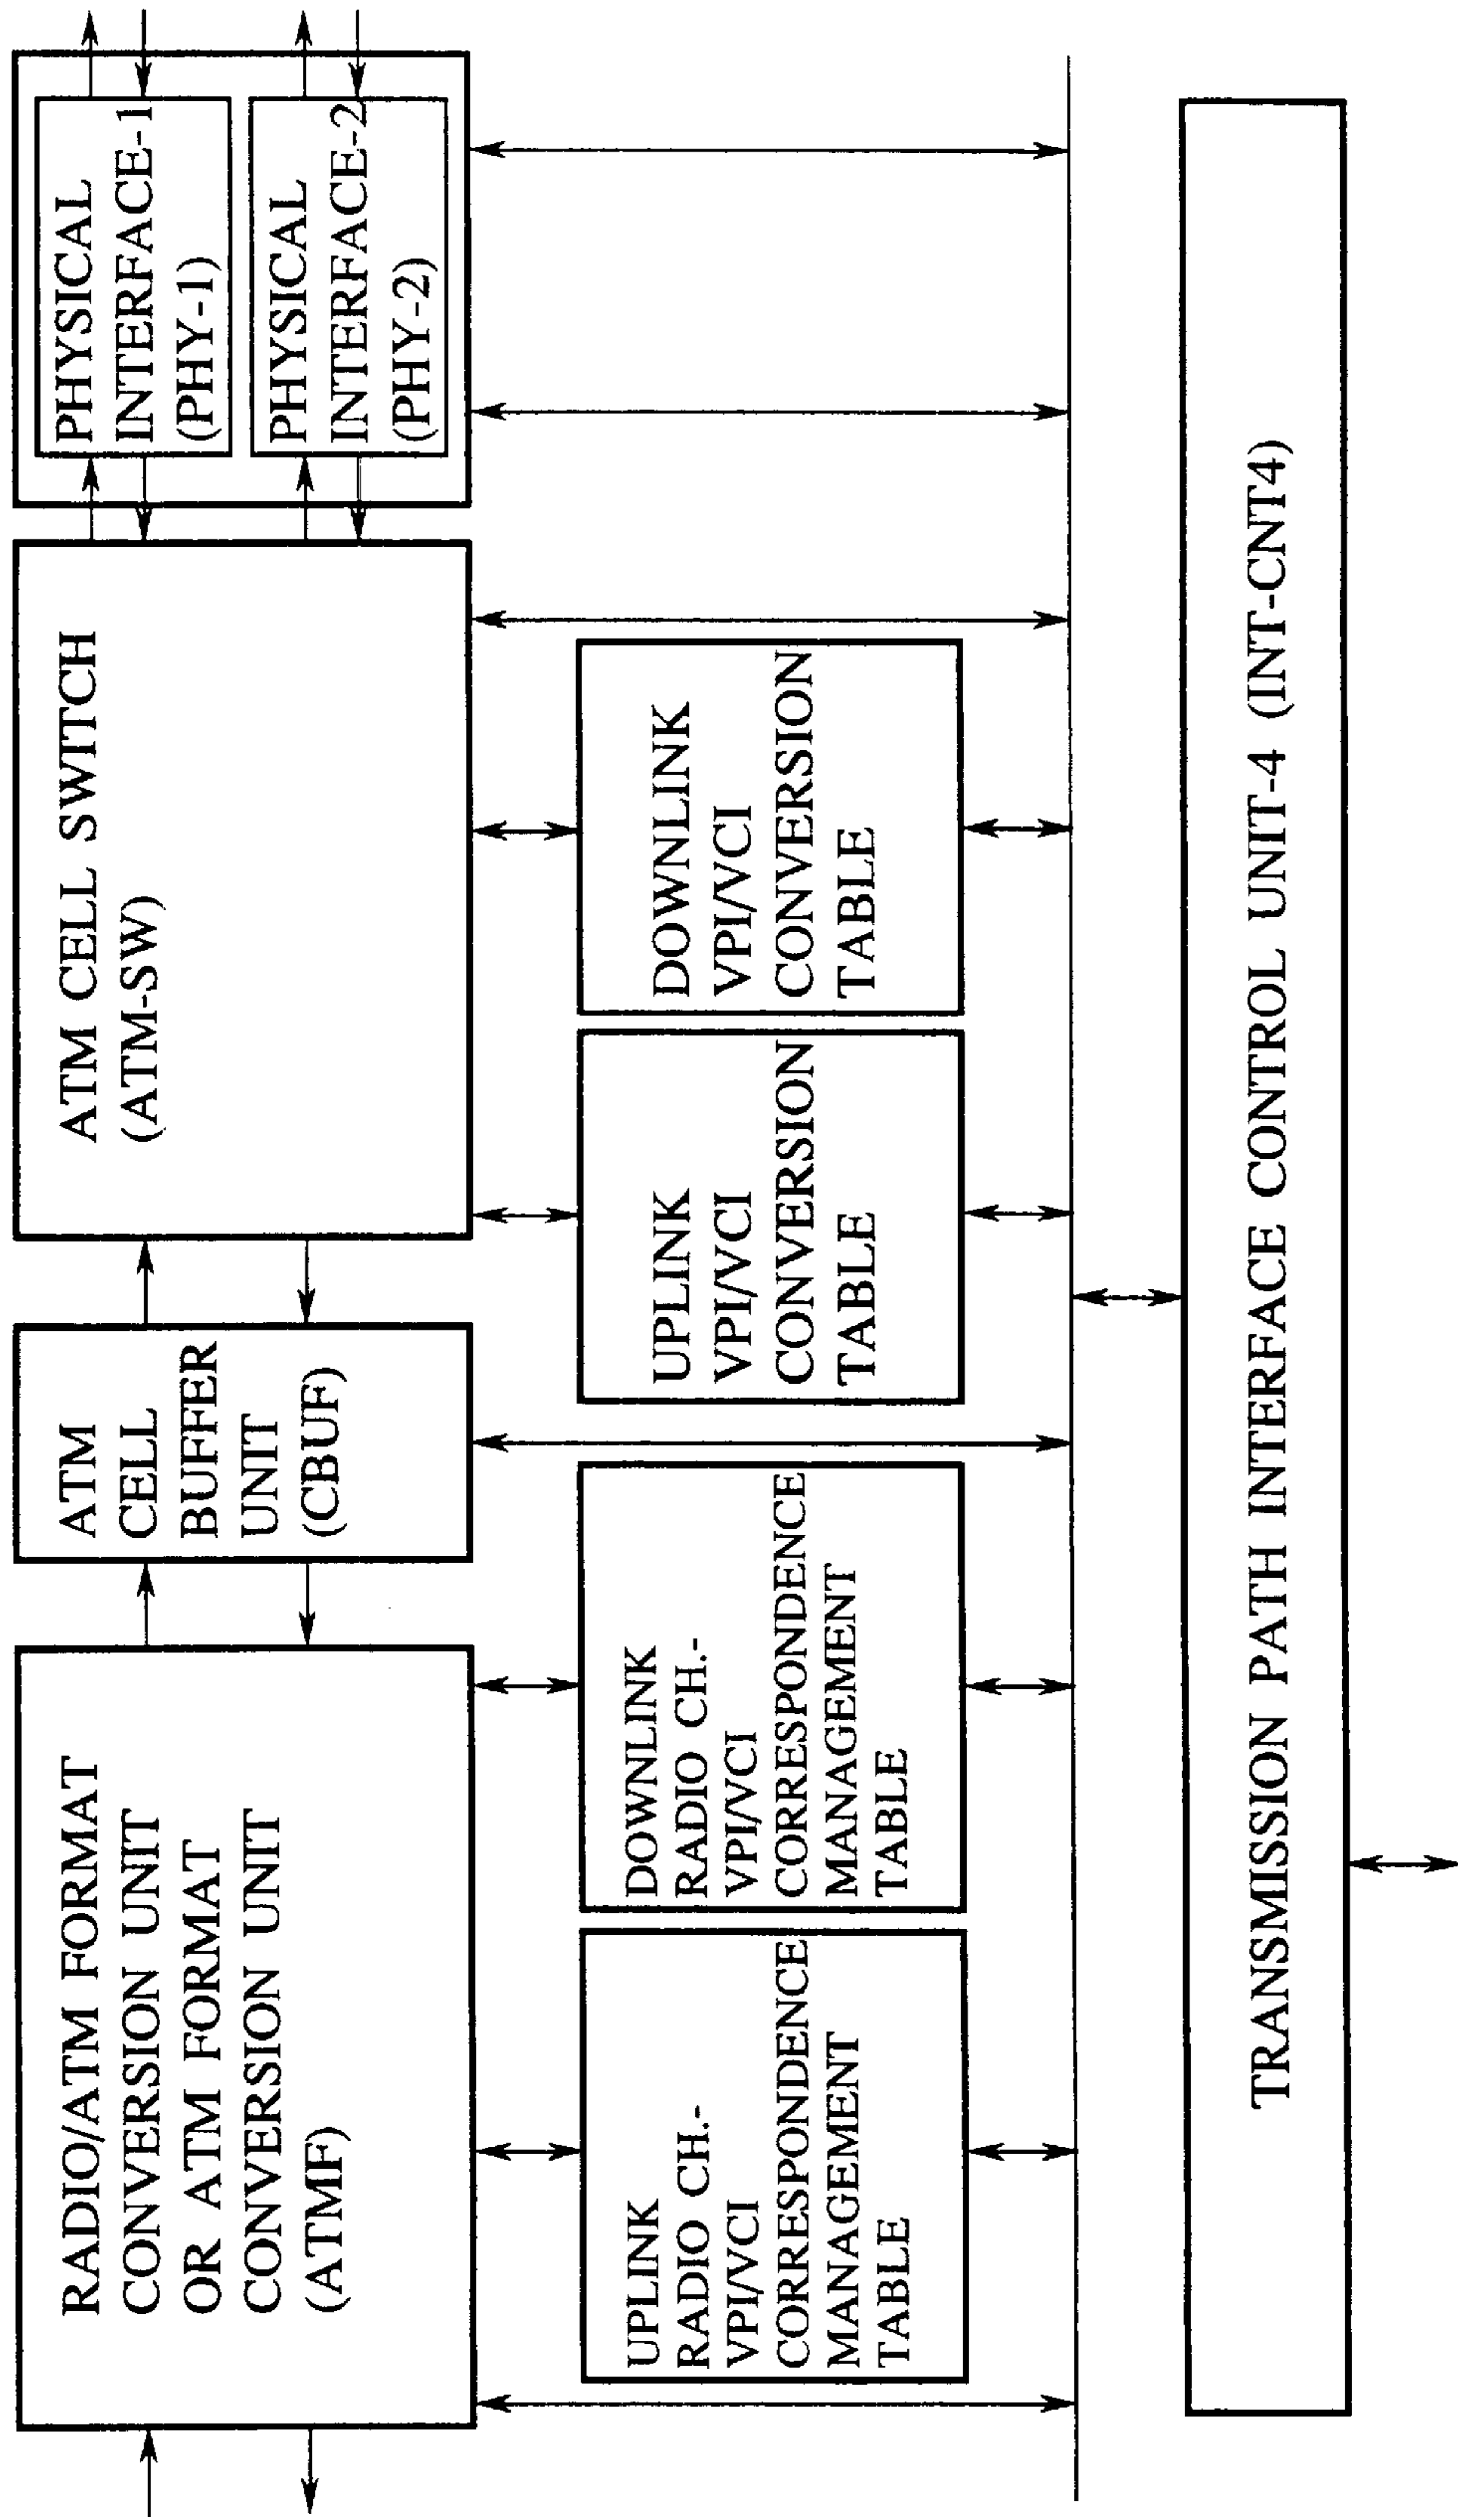 RADIO/ATM FORMAT
CONVERSION UNIT
OR ATM FORMAT
CONVERSION UNIT
(ATMF)
ATM
CELL
BUFFER
UNIT
(CBUF)
ATM CELL SWITCH
(ATM-SW)
PHYSICAL
INTERFACE-1
(PHY-1)
PHYSICAL
INTERFACE-2
(PHY-2)
UPLINK
RADIO CH.-
VPI/VCI
CORRESPONDENCE
MANAGEMENT
TABLE
DOWNLINK
RADIO CH.-
VPI/VCI
CORRESPONDENCE
MANAGEMENT
TABLE
UPLINK
VPI/VCI
CONVERSION
TABLE
DOWNLINK
VPI/VCI
CONVERSION
TABLE
TRANSMISSION PATH INTERFACE CONTROL UNIT-4 (INT-CNT4)